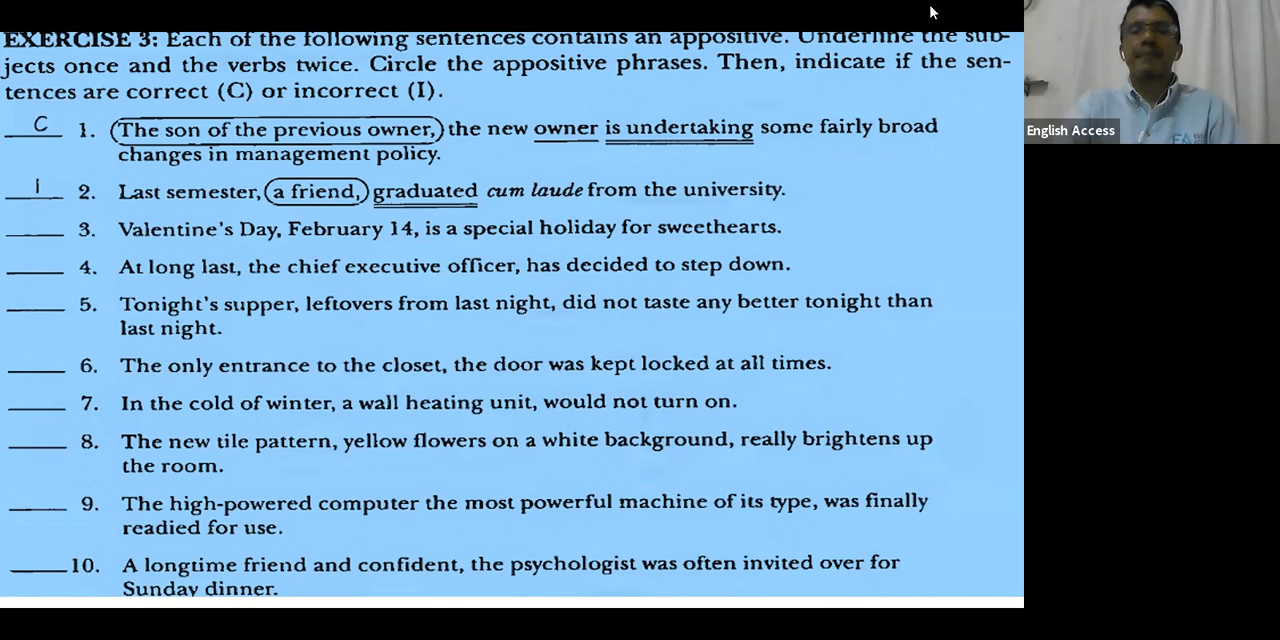 EXERCISE 3: Each of the following sentences contains an appositive. Underline the sub-
jects once and the verbs twice. Circle the appositive phrases. Then, indicate if the sen-
tences are correct (C) or incorrect (I).
C 1. The son of the previous owner, the new owner is undertaking some fairly broad
changes in management policy.
I 2. Last semester, a friend, graduated cum laude from the university.
3. Valentine's Day, February 14, is a special holiday for sweethearts.
4. At long last, the chief executive officer, has decided to step down.
5. Tonight's supper, leftovers from last night, did not taste any better tonight than
last night.
6. The only entrance to the closet, the door was kept locked at all times.
7. In the cold of winter, a wall heating unit, would not turn on.
8. The new tile pattern, yellow flowers on a white background, really brightens up
the room.
9. The high-powered computer the most powerful machine of its type, was finally
readied for use.
10. A longtime friend and confident, the psychologist was often invited over for
Sunday dinner.
English Access